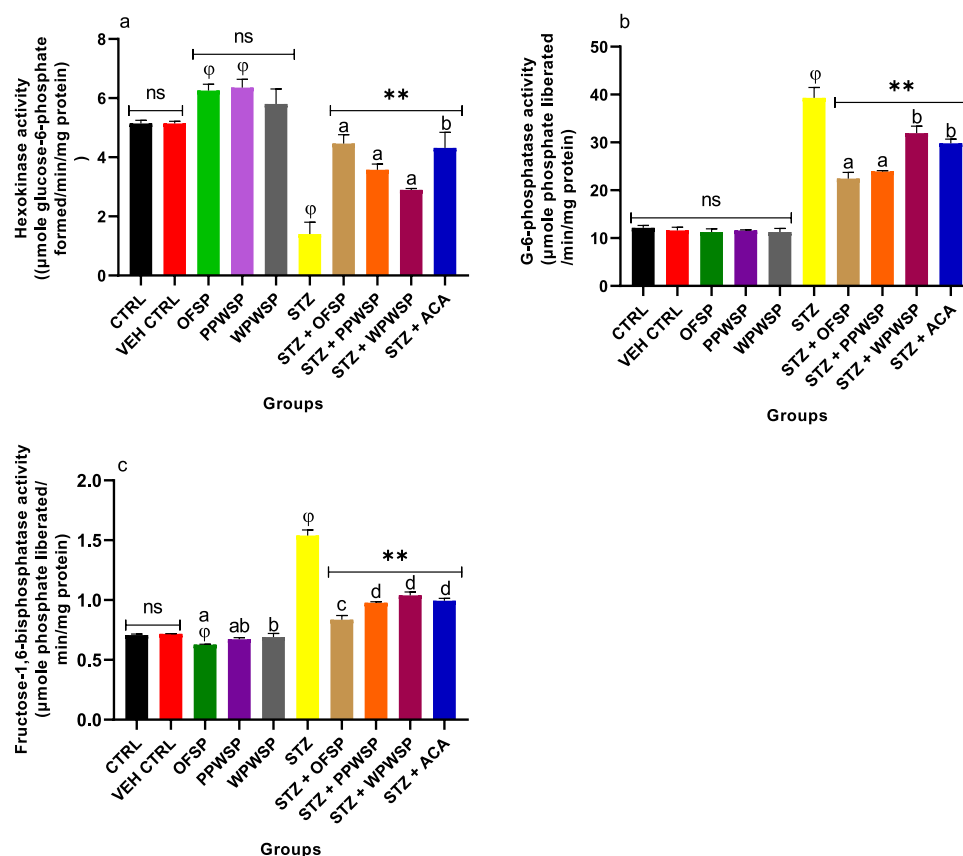 a
Hexokinase activity
((µmole glucose-6-phosphate
formed/min/mg protein)
)
8
6
4
2
0
ns
ns
φ
φ
φ
**
a
a
a
b
CTRL
VEH CTRL
OFSP
PPWSP
WPWSP
STZ
STZ + OFSP
STZ + PPWSP
STZ + WPWSP
STZ + ACA
Groups
b
G-6-phosphatase activity
(µmole phosphate liberated
/min/mg protein)
50
40
30
20
10
0
ns
φ
**
a
a
b
b
CTRL
VEH CTRL
OFSP
PPWSP
WPWSP
STZ
STZ + OFSP
STZ + PPWSP
STZ + WPWSP
STZ + ACA
Groups
c
Fructose-1,6-bisphosphatase activity
(µmole phosphate liberated/
min/mg protein)
2.0
1.5
1.0
0.5
0.0
ns
a
φ
ab
b
φ
**
c
d
d
d
CTRL
VEH CTRL
OFSP
PPWSP
WPWSP
STZ
STZ + OFSP
STZ + PPWSP
STZ + WPWSP
STZ + ACA
Groups